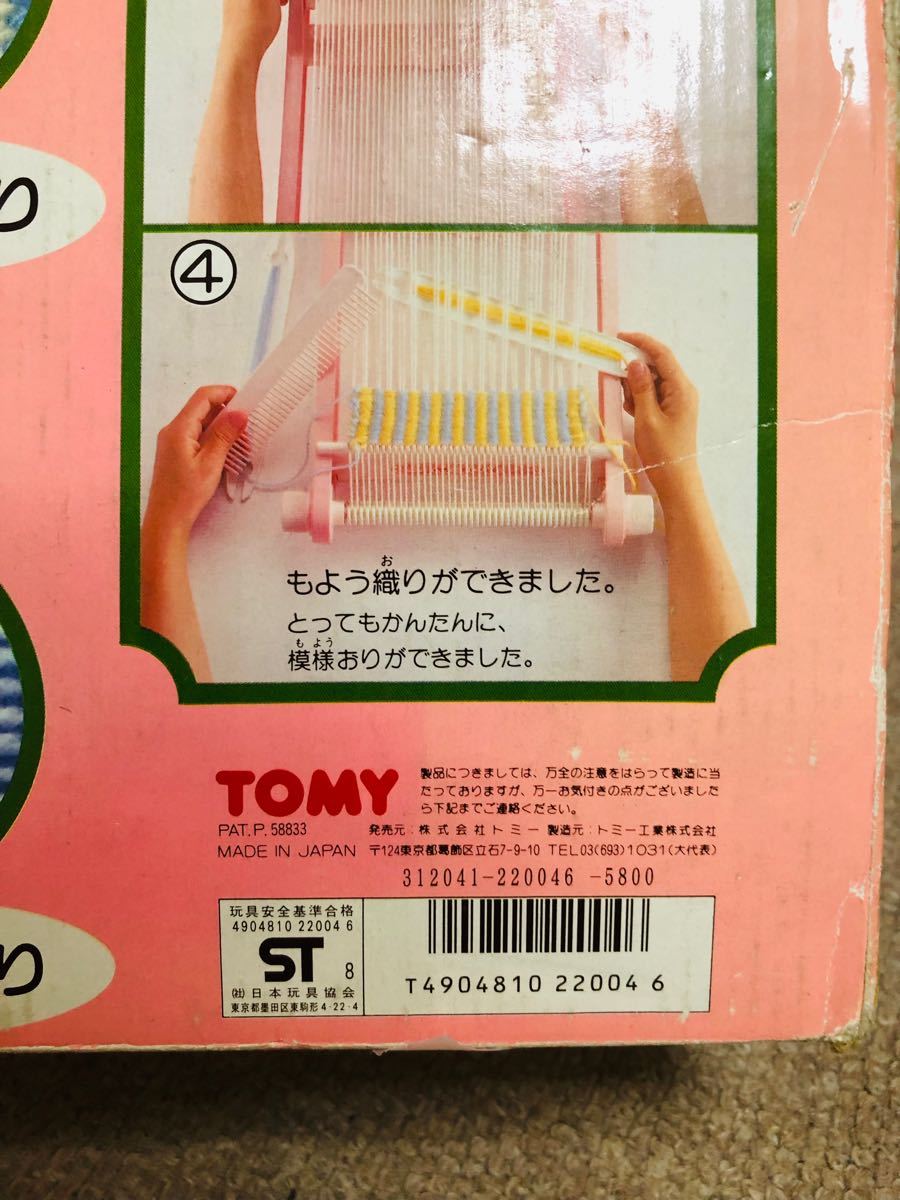 り
④
もよう織りができました。
お
とってもかんたんに、
模様おりができました。
もよう
TOMY
PAT. P. 58833
MADE IN JAPAN
製品につきましては、万全の注意をはらって製造に当
たっておりますが、万一お気付きの点がございました
ら下記までご連絡ください。
発売元:株式会社トミー 製造元:トミー工業株式会社
〒124東京都葛飾区立石7-9-10 TEL03(693)1031(大代表)
312041-220046 -5800
玩具安全基準合格
4904810 22004 6
ST 8
(社)日本玩具協会
東京都墨田区東駒形4-22-4
T4904810 22004 6
り